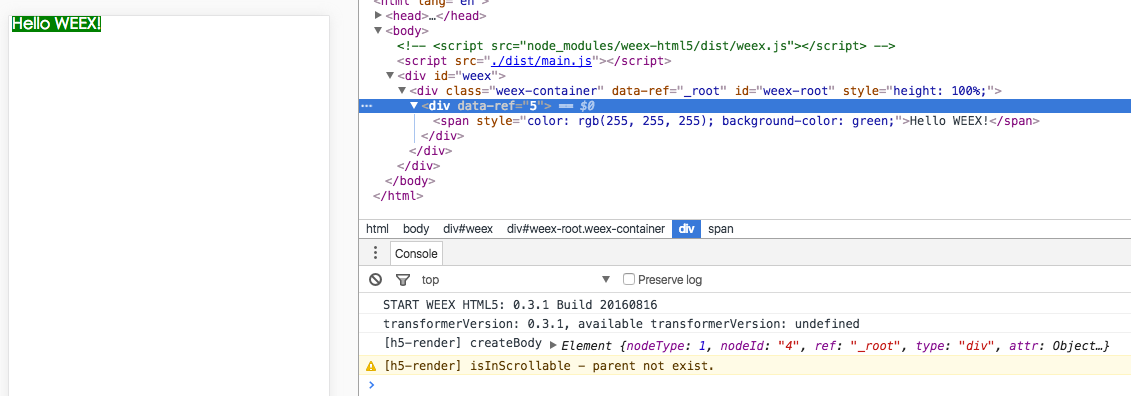 Hello WEEX!
<html lang="en">
▶<head>…</head>
▼<body>
<!-- <script src="node_modules/weex-html5/dist/weex.js"></script> -->
<script src="./dist/main.js"></script>
▼<div id="weex">
▼<div class="weex-container" data-ref="_root" id="weex-root" style="height: 100%;">
… ▼<div data-ref="5"> == $0
<span style="color: rgb(255, 255, 255); background-color: green;">Hello WEEX!</span>
</div>
</div>
</div>
</body>
</html>
html body div#weex div#weex-root.weex-container div span
Console
top ▼ Preserve log
START WEEX HTML5: 0.3.1 Build 20160816
transformerVersion: 0.3.1, available transformerVersion: undefined
[h5-render] createBody ▶Element {nodeType: 1, nodeId: "4", ref: "_root", type: "div", attr: Object…}
[h5-render] isInScrollable - parent not exist.
>